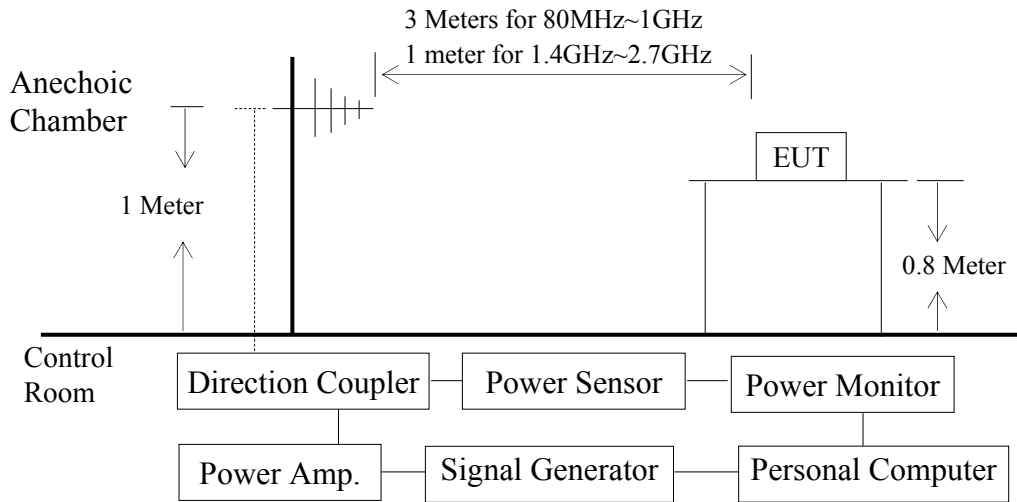 3 Meters for 80MHz~1GHz
1 meter for 1.4GHz~2.7GHz
Anechoic
Chamber
EUT
1 Meter
0.8 Meter
Control
Room
Direction Coupler
Power Sensor
Power Monitor
Power Amp.
Signal Generator
Personal Computer